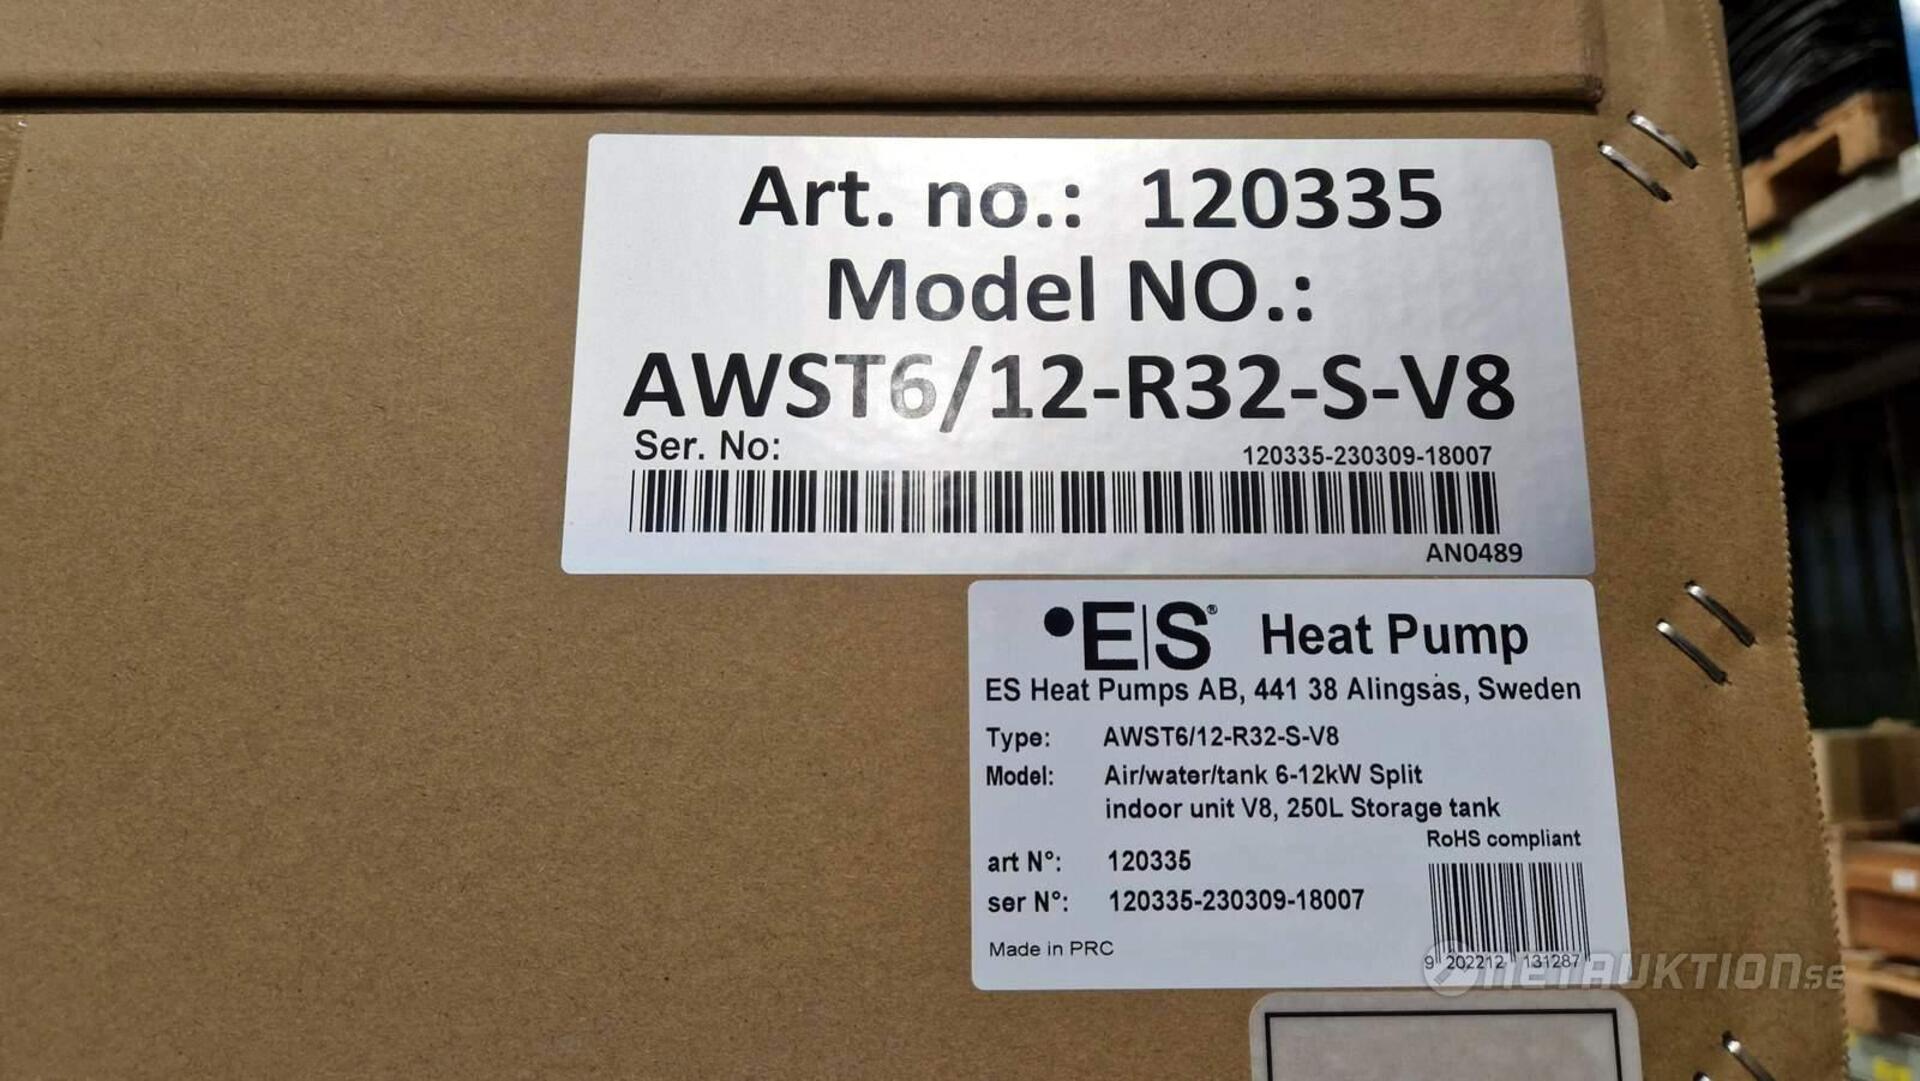 Art. no.: 120335
Model NO.:
AWST6/12-R32-S-V8
Ser. No:
120335-230309-18007
AN0489
E|S® Heat Pump
ES Heat Pumps AB, 441 38 Alingsås, Sweden
Type: AWST6/12-R32-S-V8
Model: Air/water/tank 6-12kW Split
indoor unit V8, 250L Storage tank
RoHS compliant
art N°: 120335
ser N°: 120335-230309-18007
Made in PRC
9 202212 131287
NETAUKTION.SE